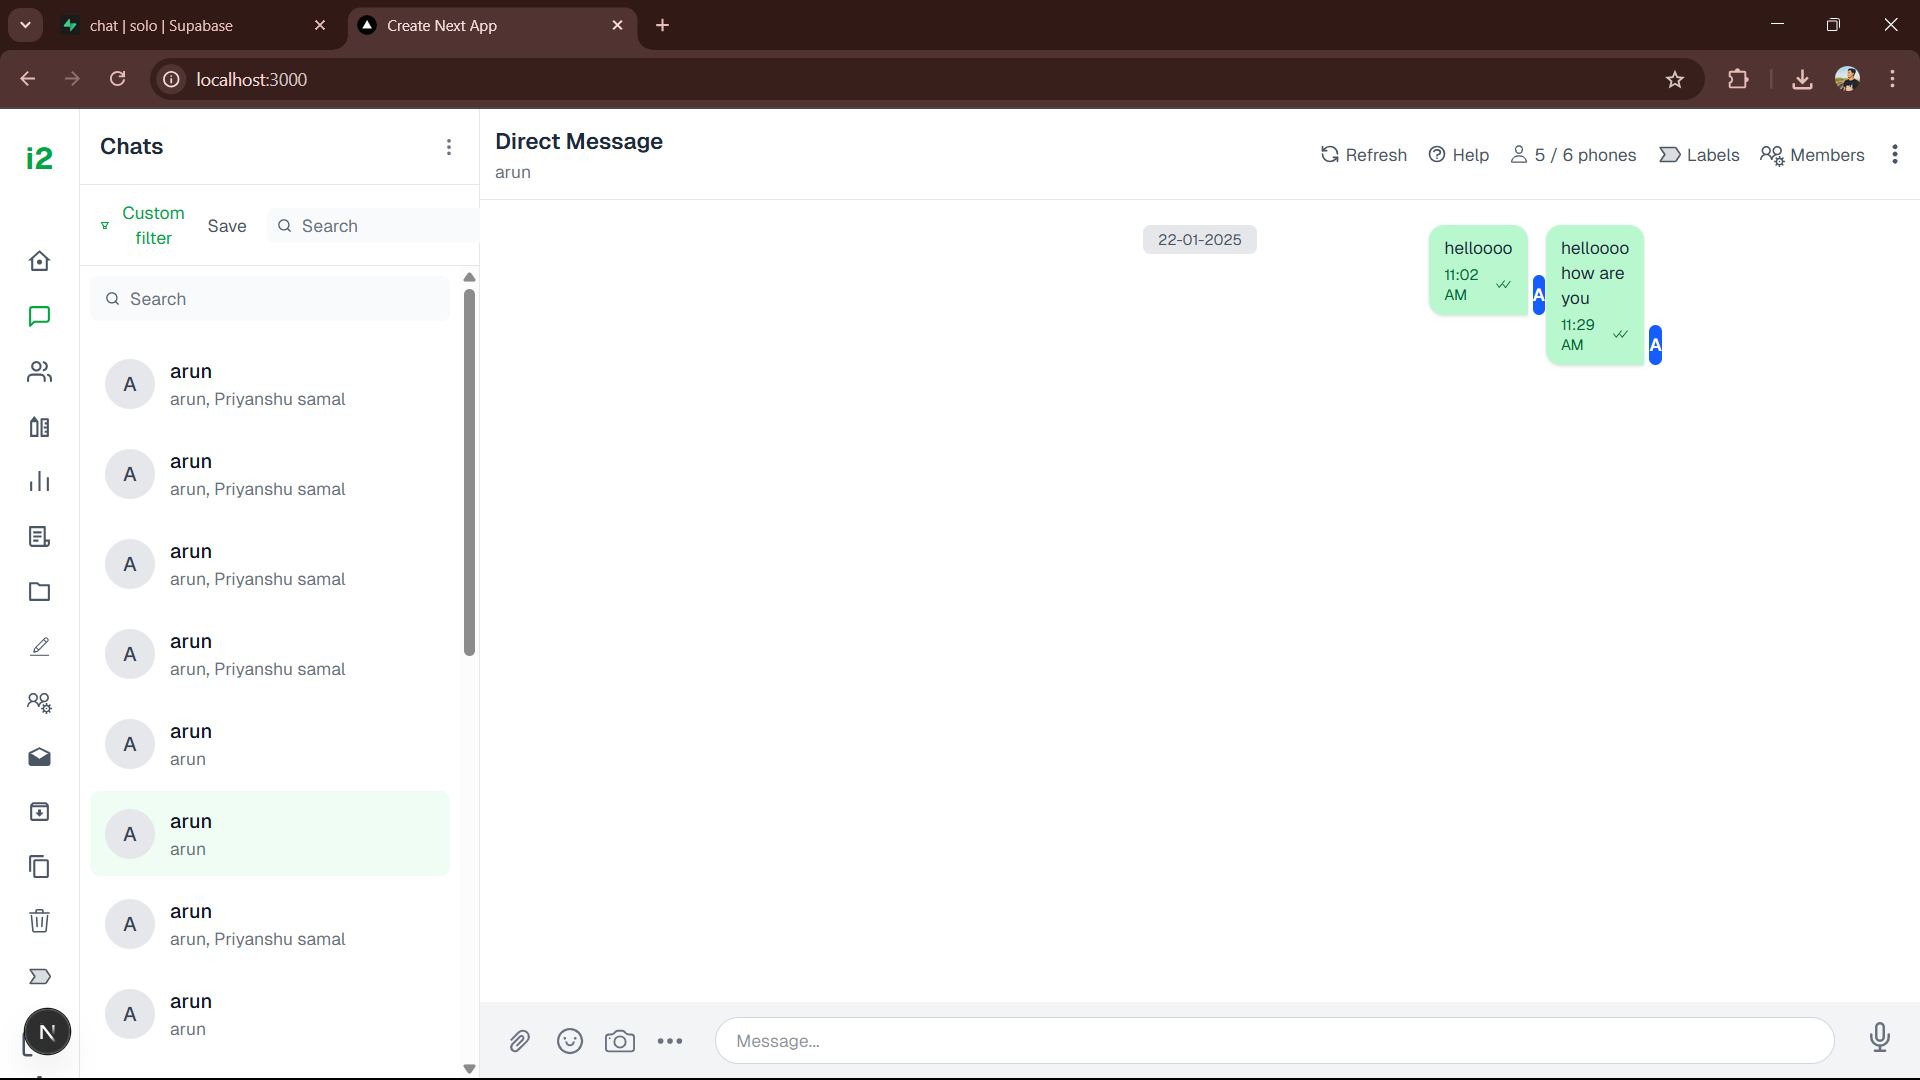 chat | solo | Supabase
Create Next App
localhost:3000
i2
Chats
Custom
filter
Save
Search
Search
A
arun
arun, Priyanshu samal
A
arun
arun, Priyanshu samal
A
arun
arun, Priyanshu samal
A
arun
arun, Priyanshu samal
A
arun
arun
A
arun
arun
A
arun
arun, Priyanshu samal
A
arun
arun
N
Direct Message
arun
Refresh
Help
5 / 6 phones
Labels
Members
22-01-2025
helloooo
11:02
AM
A
helloooo
how are
you
11:29
AM
A
Message...